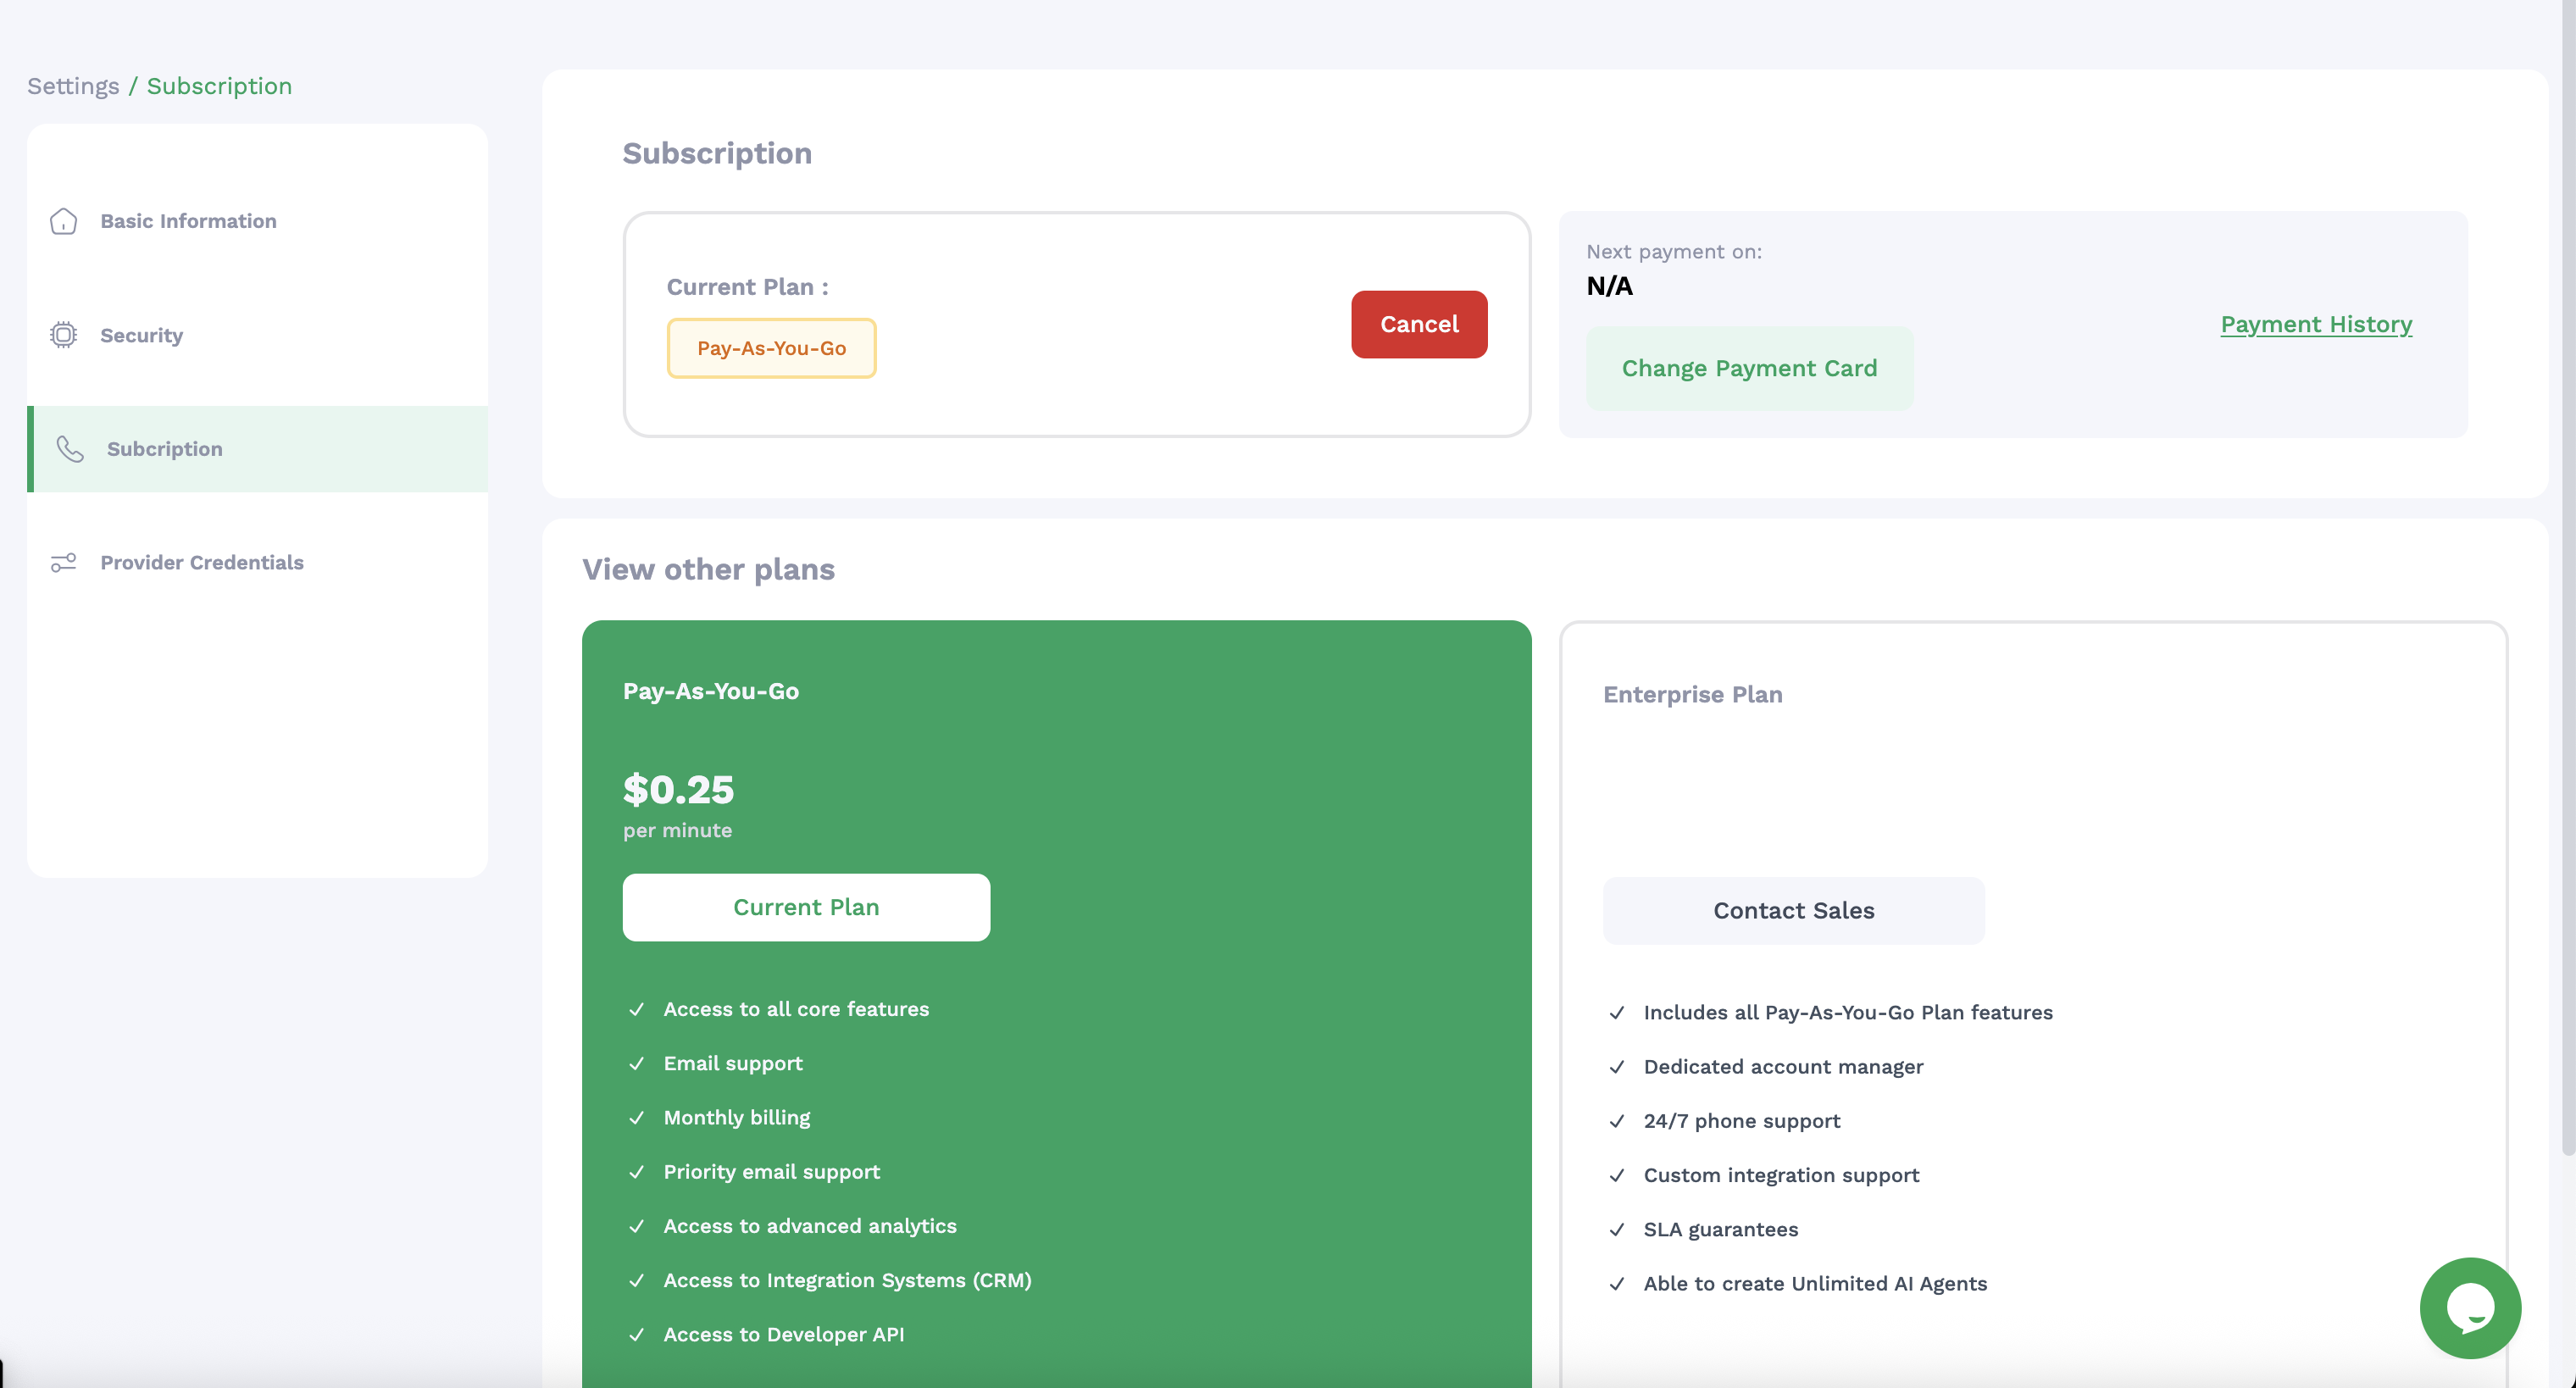 Settings / Subscription
Basic Information
Security
Subcription
Provider Credentials
Subscription
Current Plan :
Pay-As-You-Go
Cancel
Next payment on:
N/A
Change Payment Card
Payment History
View other plans
Pay-As-You-Go
$0.25
per minute
Current Plan
Access to all core features
Email support
Monthly billing
Priority email support
Access to advanced analytics
Access to Integration Systems (CRM)
Access to Developer API
Enterprise Plan
Contact Sales
Includes all Pay-As-You-Go Plan features
Dedicated account manager
24/7 phone support
Custom integration support
SLA guarantees
Able to create Unlimited AI Agents